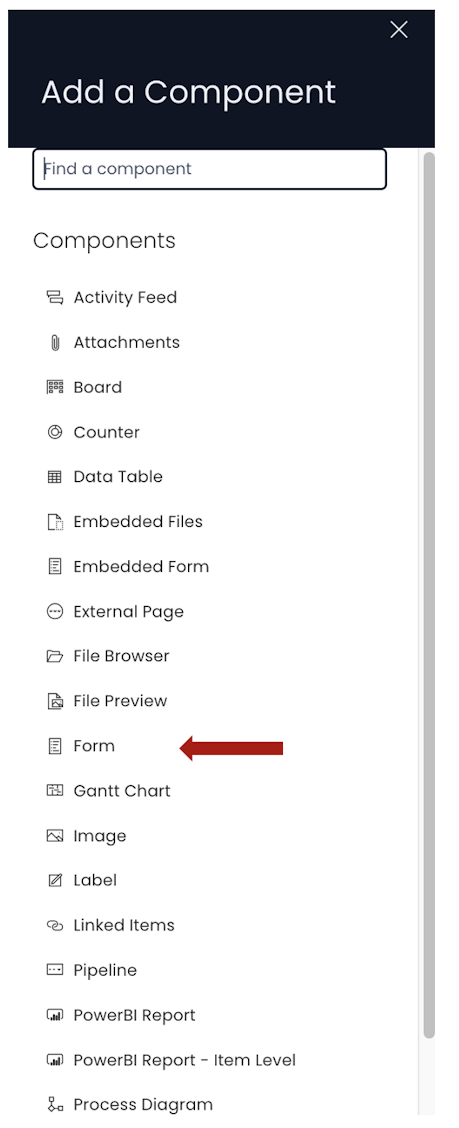 Add a Component
Find a component
Components
Activity Feed
Attachments
Board
Counter
Data Table
Embedded Files
Embedded Form
External Page
File Browser
File Preview
Form
Gantt Chart
Image
Label
Linked Items
Pipeline
PowerBI Report
PowerBI Report - Item Level
Process Diagram